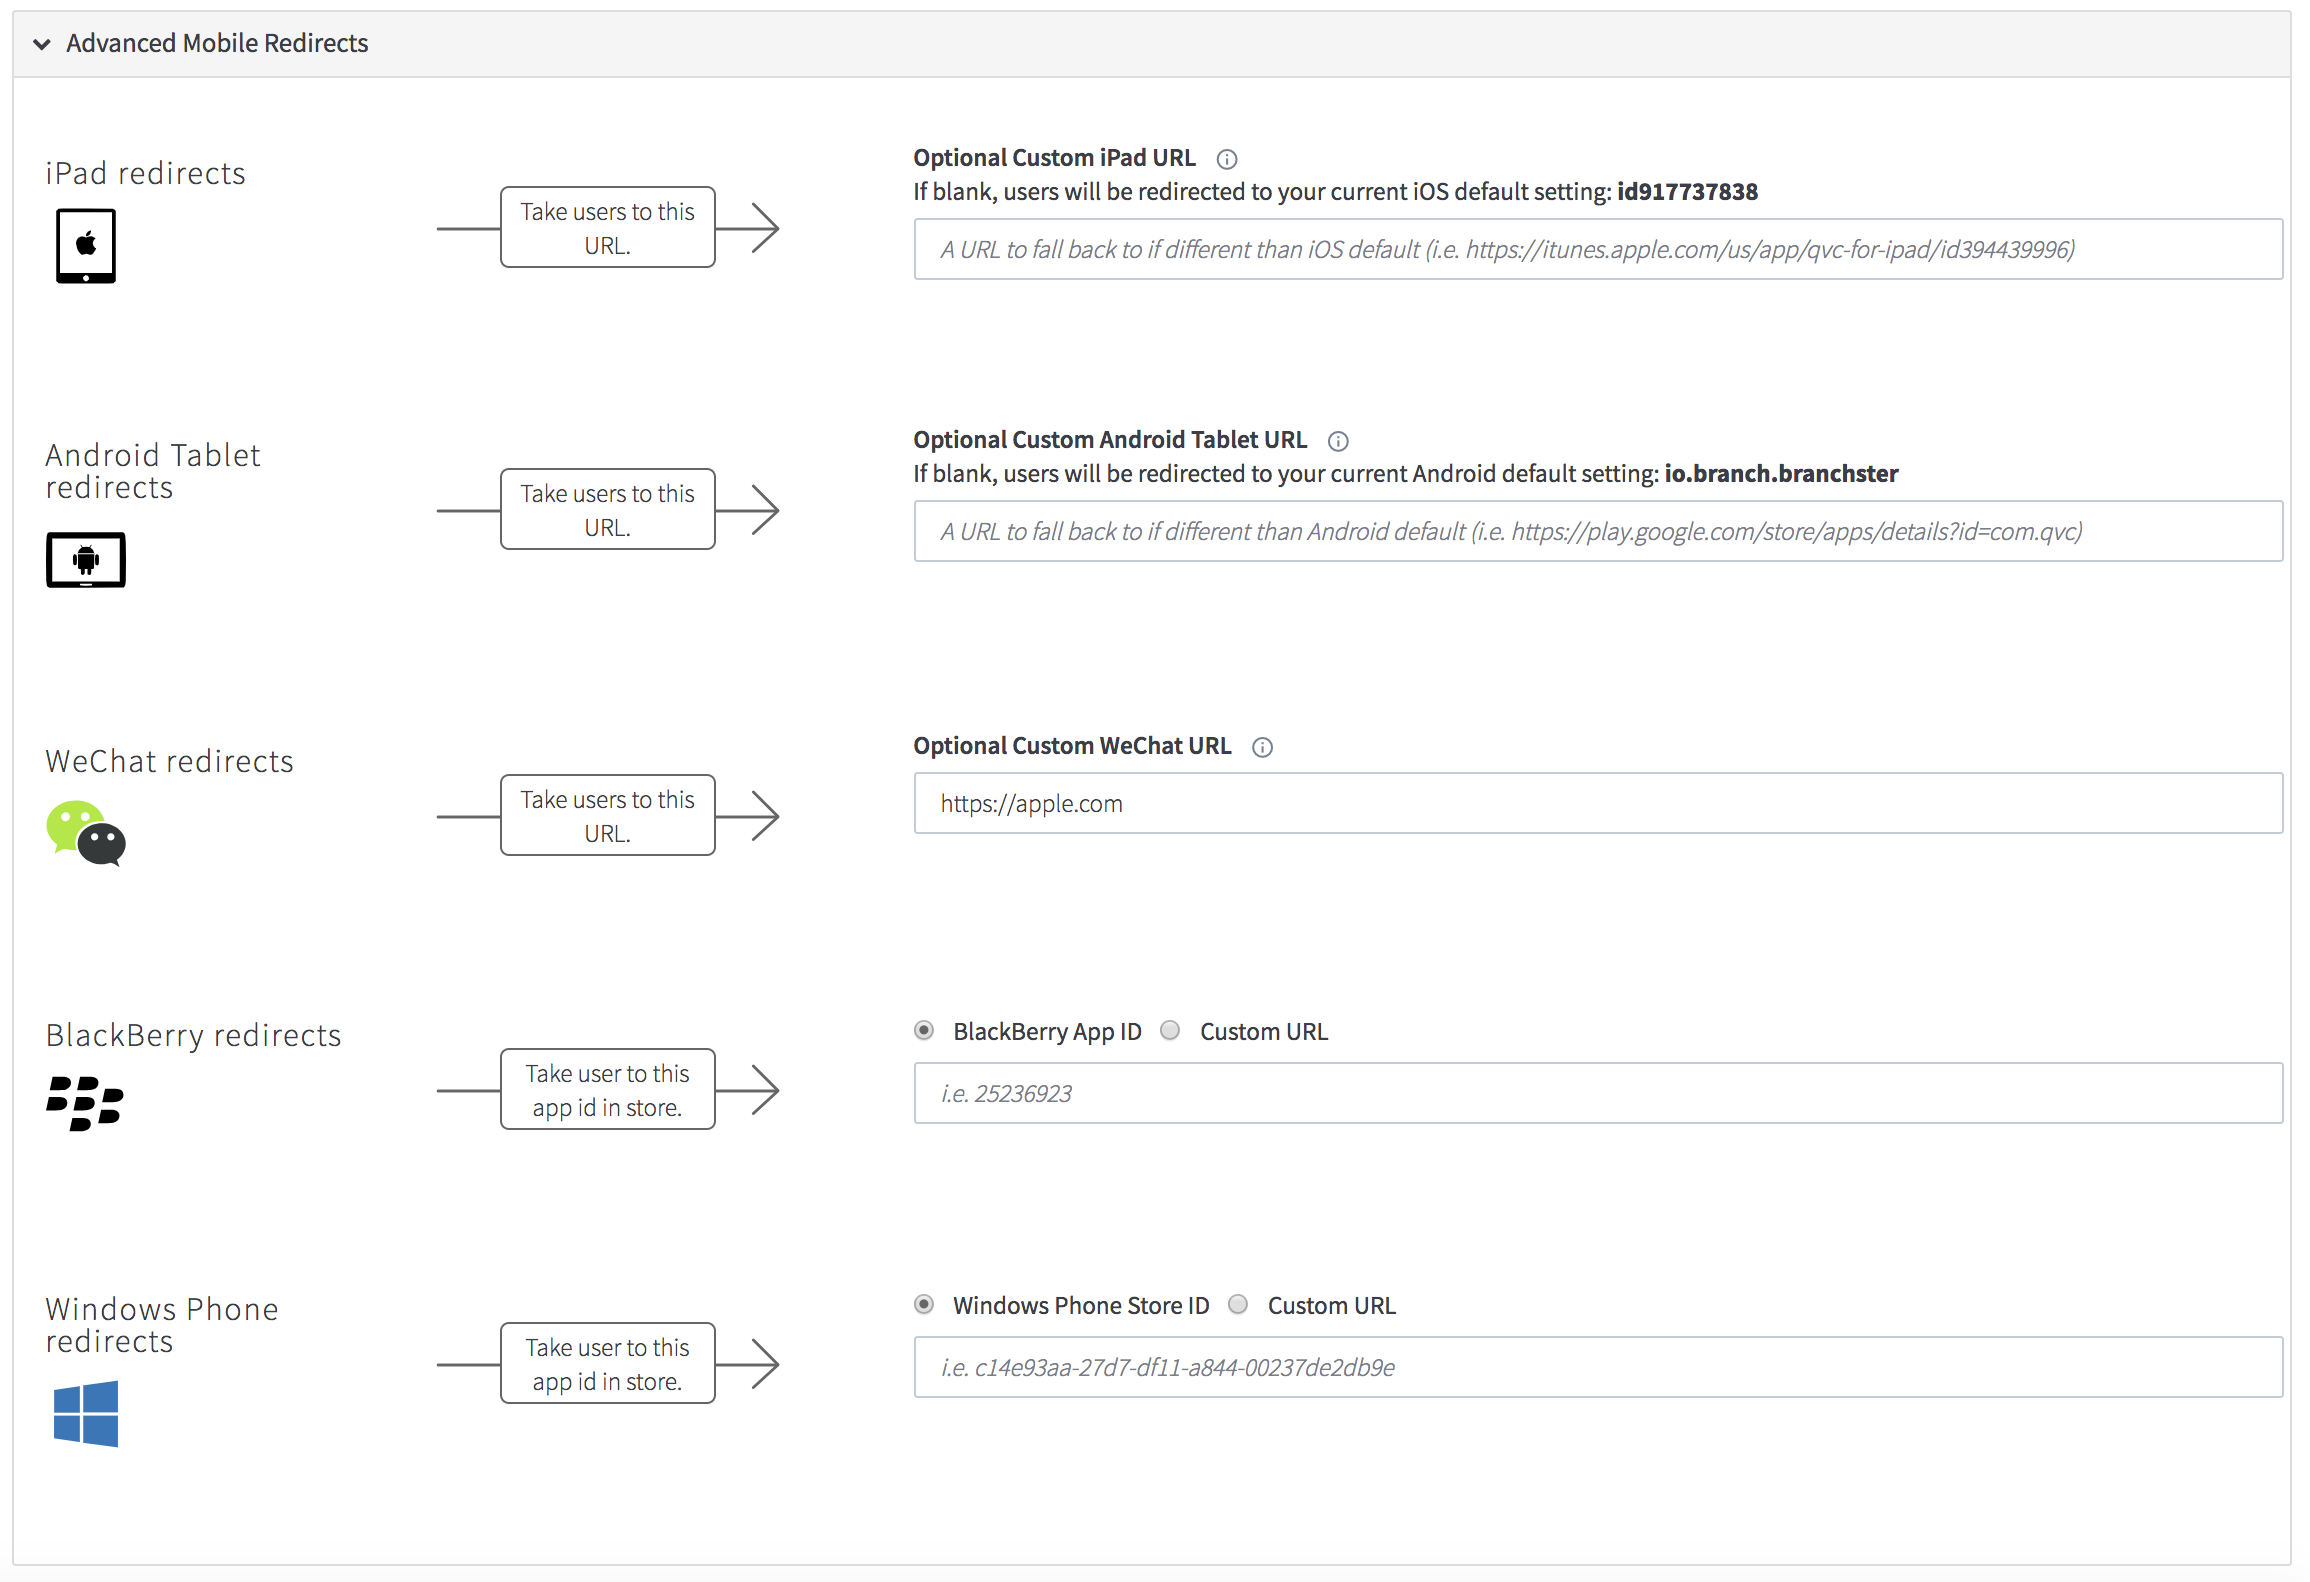 Advanced Mobile Redirects
iPad redirects
Take users to this
URL.
Optional Custom iPad URL
If blank, users will be redirected to your current iOS default setting: id917737838
A URL to fall back to if different than iOS default (i.e. https://itunes.apple.com/us/app/qvc-for-ipad/id394439996)
Android Tablet
redirects
Take users to this
URL.
Optional Custom Android Tablet URL
If blank, users will be redirected to your current Android default setting: io.branch.branchster
A URL to fall back to if different than Android default (i.e. https://play.google.com/store/apps/details?id=com.qvc)
WeChat redirects
Take users to this
URL.
Optional Custom WeChat URL
https://apple.com
BlackBerry redirects
Take user to this
app id in store.
BlackBerry App ID Custom URL
i.e. 25236923
Windows Phone
redirects
Take user to this
app id in store.
Windows Phone Store ID Custom URL
i.e. c14e93aa-27d7-df11-a844-00237de2db9e